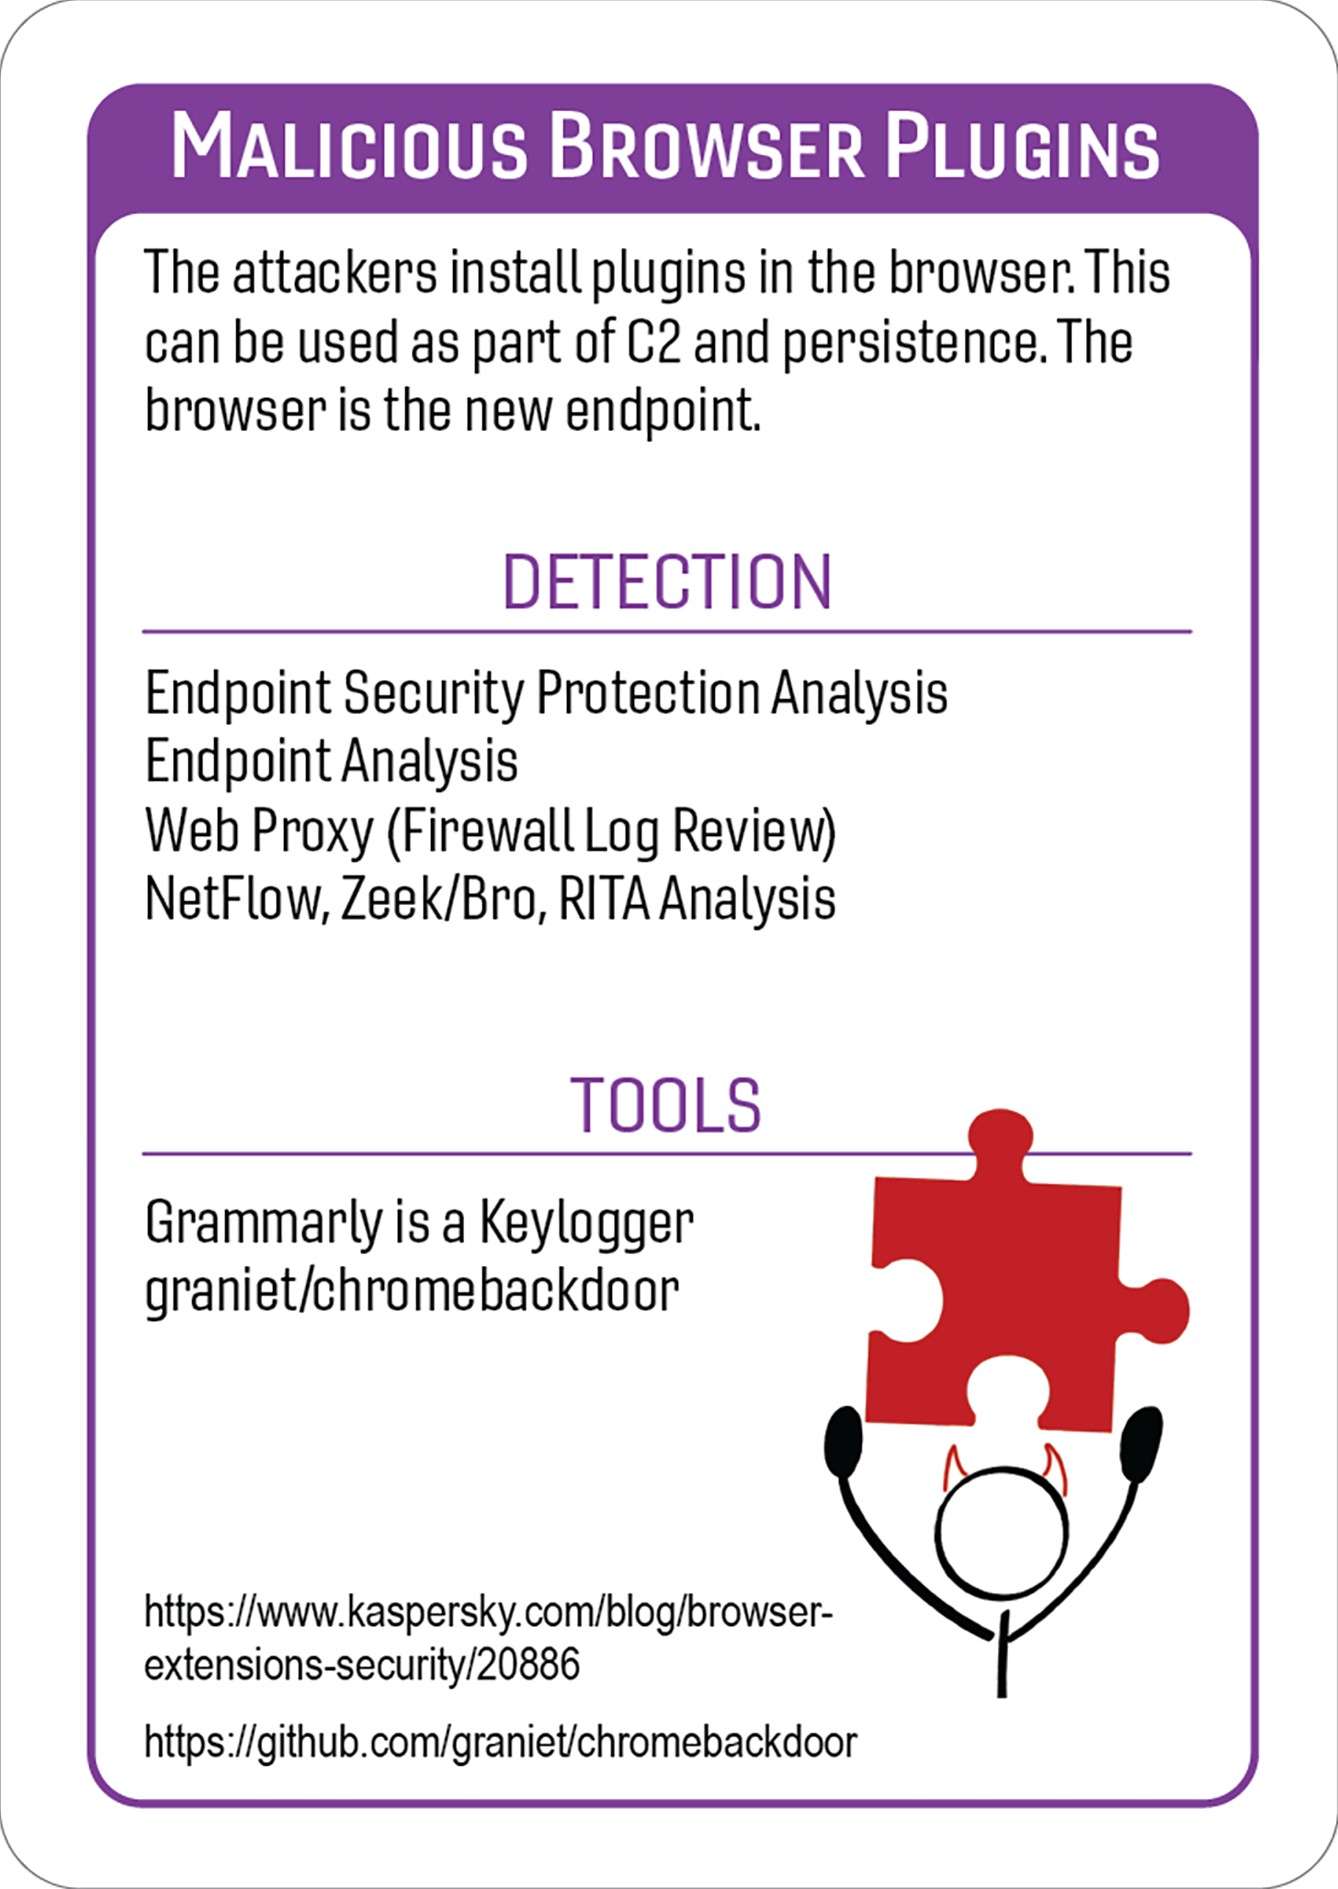 MALICIOUS BROWSER PLUGINS
The attackers install plugins in the browser. This
can be used as part of C2 and persistence. The
browser is the new endpoint.
DETECTION
Endpoint Security Protection Analysis
Endpoint Analysis
Web Proxy (Firewall Log Review)
NetFlow, Zeek/Bro, RITA Analysis
TOOLS
Grammarly is a Keylogger
graniet/chromebackdoor
https://www.kaspersky.com/blog/browser-
extensions-security/20886
https://github.com/graniet/chromebackdoor